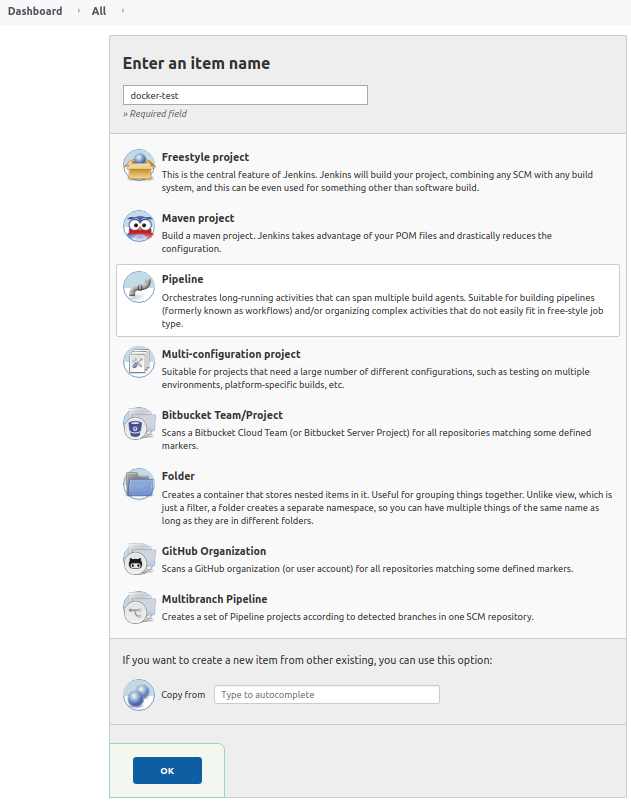 Dashboard All
Enter an item name
docker-test
» Required field
Freestyle project
This is the central feature of Jenkins. Jenkins will build your project, combining any SCM with any build
system, and this can be even used for something other than software build.
Maven project
Build a maven project. Jenkins takes advantage of your POM files and drastically reduces the
configuration.
Pipeline
Orchestrates long-running activities that can span multiple build agents. Suitable for building pipelines
(formerly known as workflows) and/or organizing complex activities that do not easily fit in free-style job
type.
Multi-configuration project
Suitable for projects that need a large number of different configurations, such as testing on multiple
environments, platform-specific builds, etc.
Bitbucket Team/Project
Scans a Bitbucket Cloud Team (or Bitbucket Server Project) for all repositories matching some defined
markers.
Folder
Creates a container that stores nested items in it. Useful for grouping things together. Unlike view, which is
just a filter, a folder creates a separate namespace, so you can have multiple things of the same name as
long as they are in different folders.
GitHub Organization
Scans a GitHub organization (or user account) for all repositories matching some defined markers.
Multibranch Pipeline
Creates a set of Pipeline projects according to detected branches in one SCM repository.
If you want to create a new item from other existing, you can use this option:
Copy from Type to autocomplete
OK